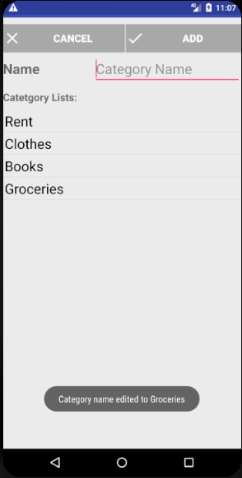 11:07
CANCEL
ADD
Name
Category Name
Catetgory Lists:
Rent
Clothes
Books
Groceries
Category name edited to Groceries